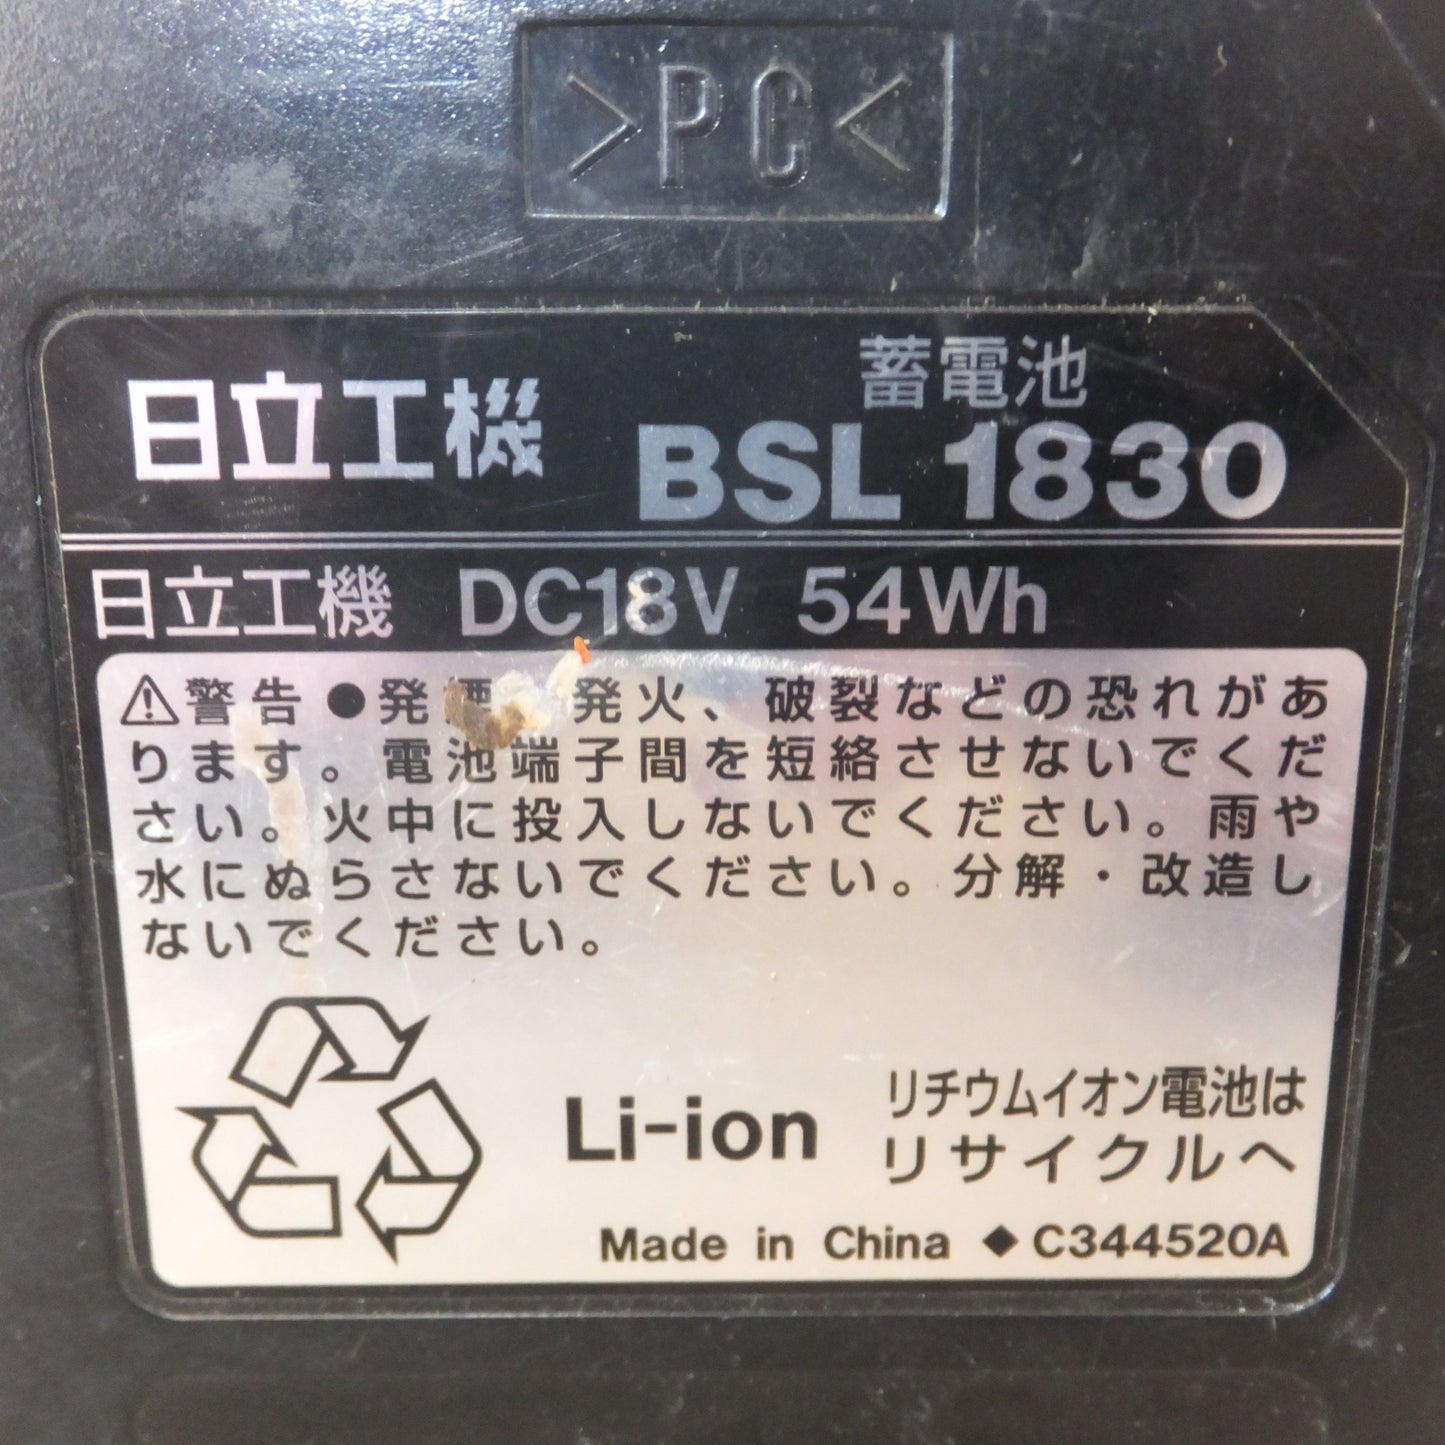 >PC<
日立工機
蓄電池
BSL 1830
日立工機 DC18V 54Wh
⚠警告 ●発 発火、破裂などの恐れがあ
ります。電池端子間を短絡させないでくだ
さい。火中に投入しないでください。雨や
水にぬらさないでください。分解・改造し
ないでください。
Li-ion
リチウムイオン電池は
リサイクルへ
Made in China ◆C344520A